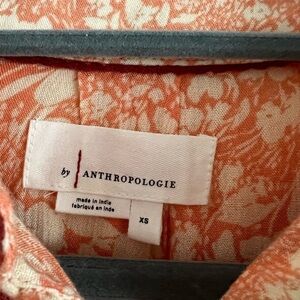 by ANTHROPOLOGIE
made in India
fabriqué en Inde
XS